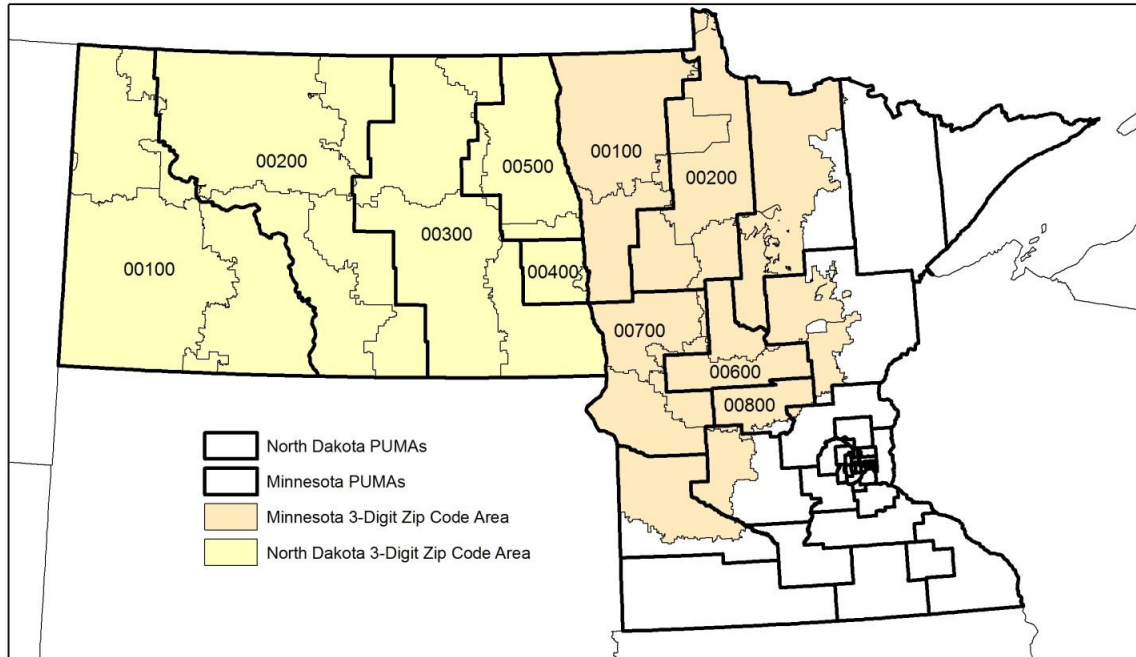 00100
00200
00500
00200
00300
00100
00400
00700
00600
00800
North Dakota PUMAs
Minnesota PUMAs
Minnesota 3-Digit Zip Code Area
North Dakota 3-Digit Zip Code Area